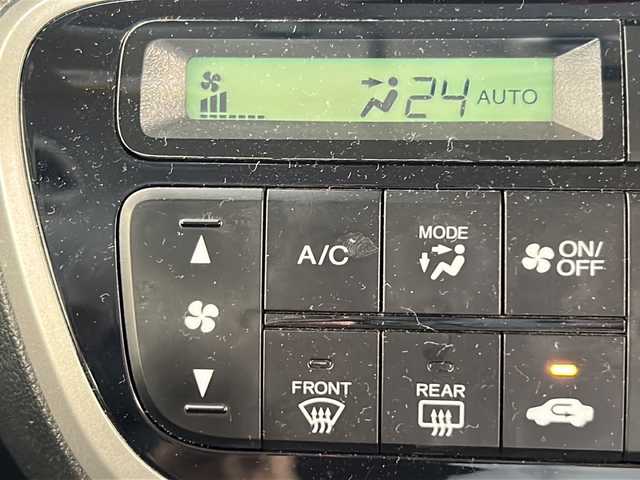 24 AUTO
A/C
MODE
ON/
OFF
FRONT
REAR